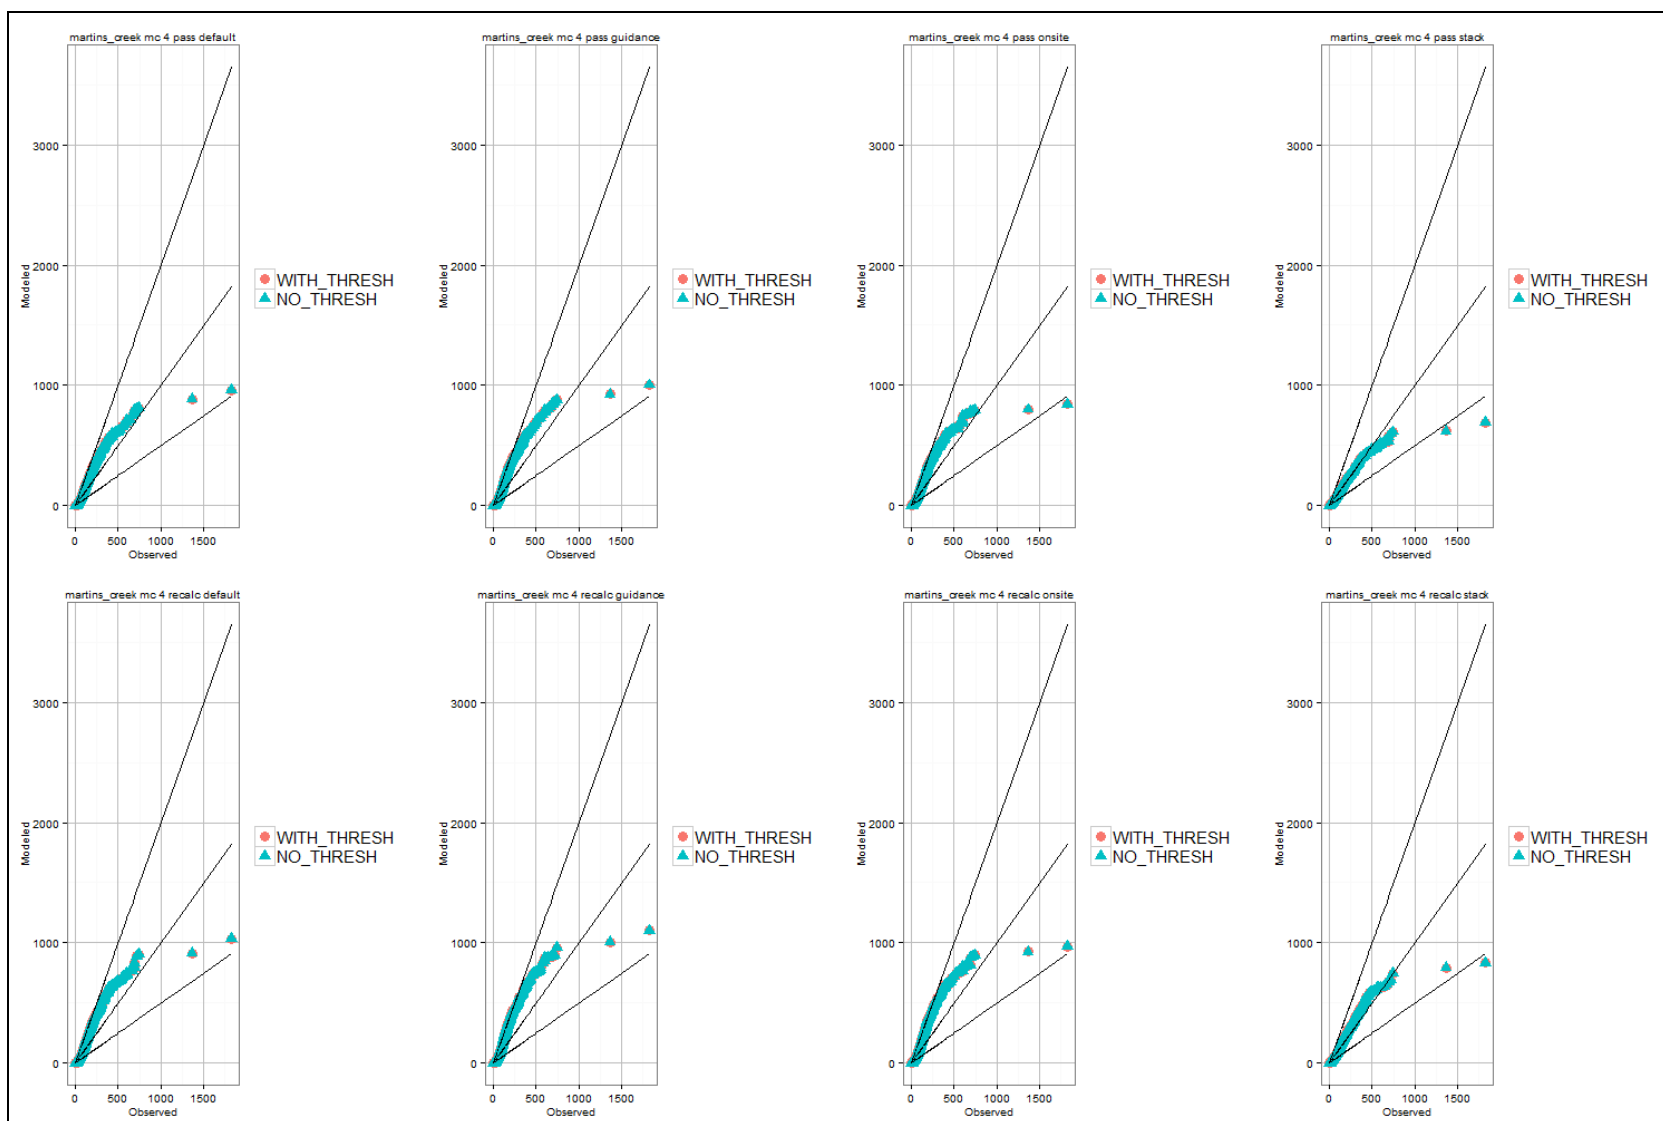 martins_creek mc 4 pass default
martins_creek mc 4 pass guidance
martins_creek mc 4 pass onsite
martins_creek mc 4 pass stack
3000
2000
1000
0
Modeled
0 500 1000 1500
Observed
WITH_THRESH
NO_THRESH
3000
2000
1000
0
Modeled
0 500 1000 1500
Observed
WITH_THRESH
NO_THRESH
3000
2000
1000
0
Modeled
0 500 1000 1500
Observed
WITH_THRESH
NO_THRESH
3000
2000
1000
0
Modeled
0 500 1000 1500
Observed
WITH_THRESH
NO_THRESH
martins_creek mc 4 recalc default
martins_creek mc 4 recalc guidance
martins_creek mc 4 recalc onsite
martins_creek mc 4 recalc stack
3000
2000
1000
0
Modeled
0 500 1000 1500
Observed
WITH_THRESH
NO_THRESH
3000
2000
1000
0
Modeled
0 500 1000 1500
Observed
WITH_THRESH
NO_THRESH
3000
2000
1000
0
Modeled
0 500 1000 1500
Observed
WITH_THRESH
NO_THRESH
3000
2000
1000
0
Modeled
0 500 1000 1500
Observed
WITH_THRESH
NO_THRESH